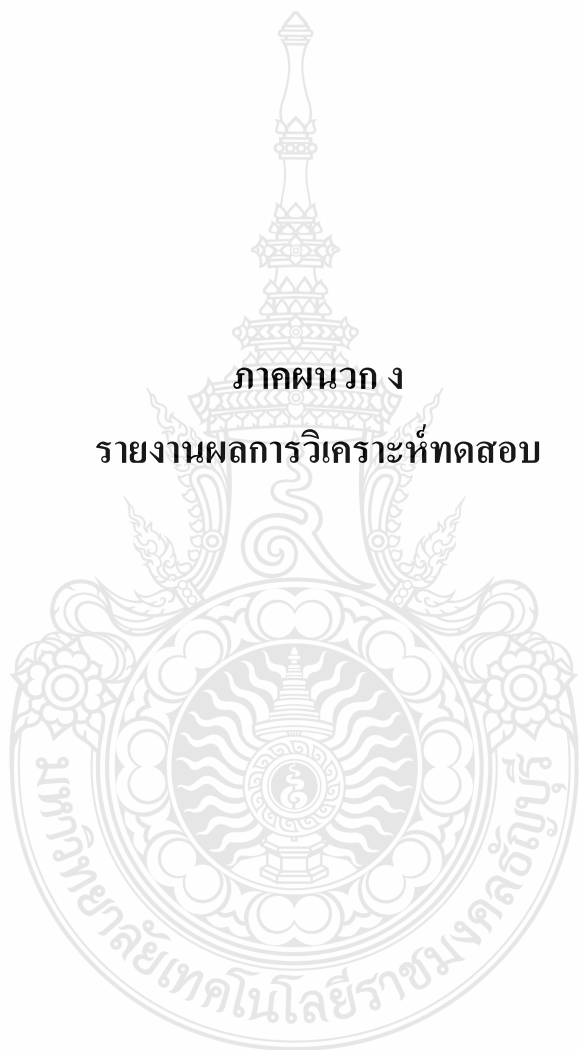 ภาคผนวก ง
รายงานผลการวิเคราะห์ทดสอบ
มหาวิทยาลัยเทคโนโลยีราชมงคลธัญบุรี